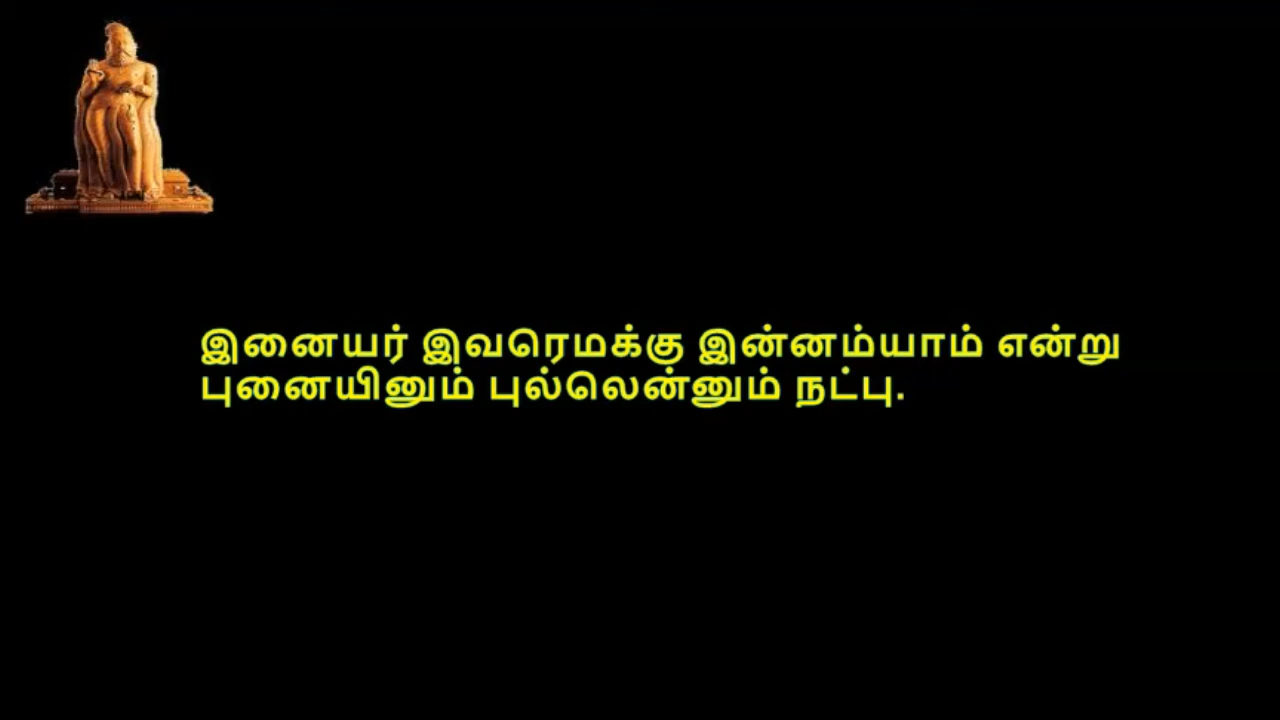 இனையர் இவரெமக்கு இன்னம்யாம் என்று
புனையினும் புல்லென்னும் நட்பு.